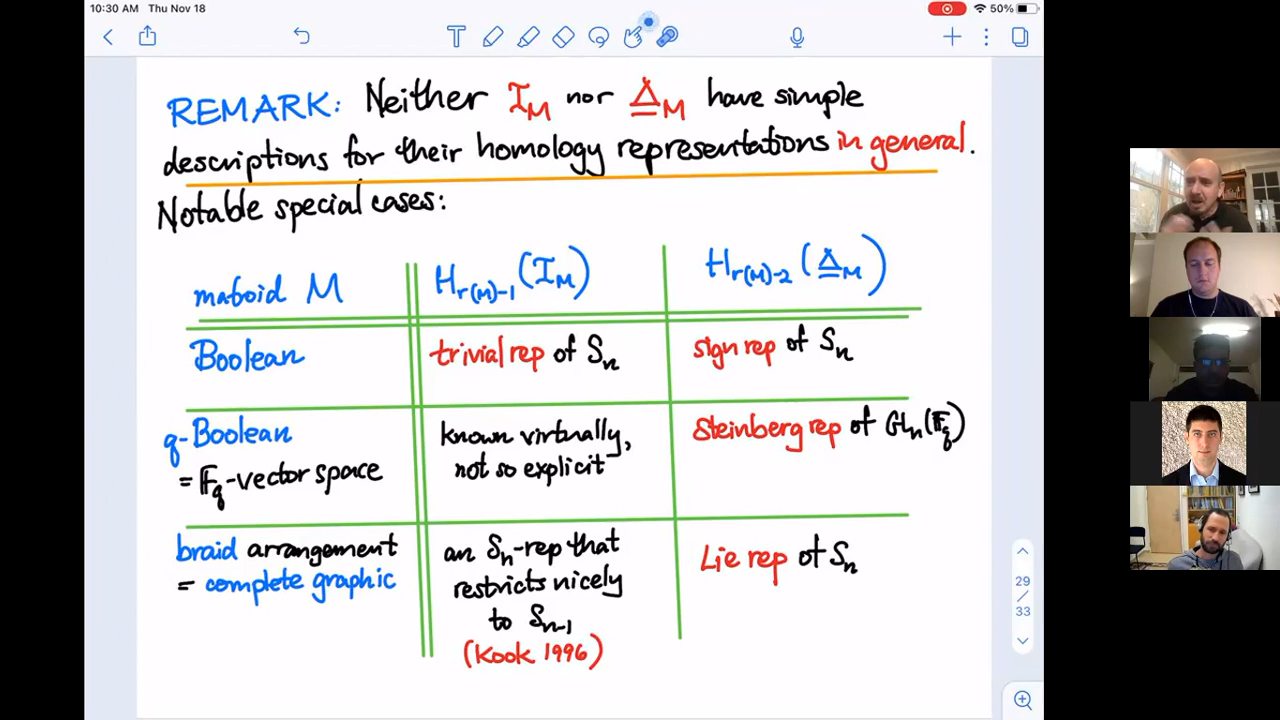 10:30 AM Thu Nov 18
50%
REMARK: Neither I_M nor Δ_M have simple
descriptions for their homology representations in general.
Notable special cases:
matroid M
H_{r(M)-1}(I_M)
H_{r(M)-2}(Δ_M)
Boolean
trivial rep of S_n
sign rep of S_n
q-Boolean
= F_q-vector space
known virtually,
not so explicit
Steinberg rep of GL_n(F_q)
braid arrangement
= complete graphic
an S_n-rep that
restricts nicely
to S_{n-1}
(Kook 1996)
Lie rep of S_n
29
/
33